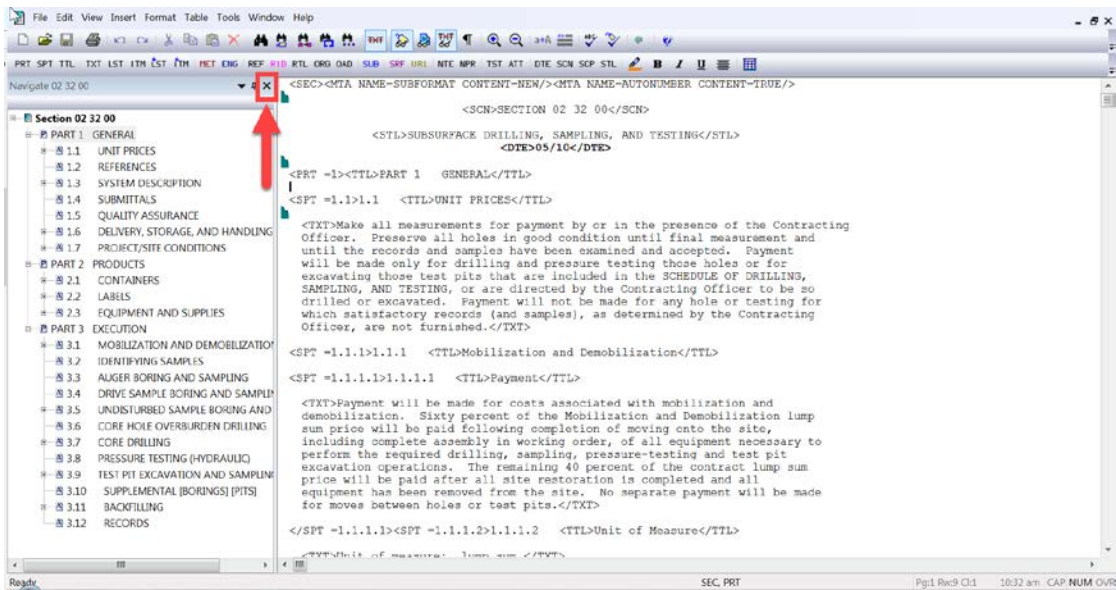 File Edit View Insert Format Table Tools Window Help
PRT SPT TTL TXT LST ITM LST ITM MET ENG REF RID RTL ORG OAD SUB SRF URL NTE NPR TST ATT DTE SCN SCP STL B I U
Navigate 02 32 00
Section 02 32 00
PART 1 GENERAL
1.1 UNIT PRICES
1.2 REFERENCES
1.3 SYSTEM DESCRIPTION
1.4 SUBMITTALS
1.5 QUALITY ASSURANCE
1.6 DELIVERY, STORAGE, AND HANDLING
1.7 PROJECT/SITE CONDITIONS
PART 2 PRODUCTS
2.1 CONTAINERS
2.2 LABELS
2.3 EQUIPMENT AND SUPPLIES
PART 3 EXECUTION
3.1 MOBILIZATION AND DEMOBILIZATIO
3.2 IDENTIFYING SAMPLES
3.3 AUGER BORING AND SAMPLING
3.4 DRIVE SAMPLE BORING AND SAMPLI
3.5 UNDISTURBED SAMPLE BORING AND
3.6 CORE HOLE OVERBURDEN DRILLING
3.7 CORE DRILLING
3.8 PRESSURE TESTING (HYDRAULIC)
3.9 TEST PIT EXCAVATION AND SAMPLIN
3.10 SUPPLEMENTAL [BORINGS] [PITS]
3.11 BACKFILLING
3.12 RECORDS
<SEC><MTA NAME-SUBFORMAT CONTENT-NEW/><MTA NAME-AUTONUMBER CONTENT-TRUE/>
<SCN>SECTION 02 32 00</SCN>
<STL>SUBSURFACE DRILLING, SAMPLING, AND TESTING</STL>
<DTE>05/10</DTE>
<PRT =1><TTL>PART 1 GENERAL</TTL>
<SPT =1.1>1.1 <TTL>UNIT PRICES</TTL>
<TXT>Make all measurements for payment by or in the presence of the Contracting
Officer. Preserve all holes in good condition until final measurement and
until the records and samples have been examined and accepted. Payment
will be made only for drilling and pressure testing those holes or for
excavating those test pits that are included in the SCHEDULE OF DRILLING,
SAMPLING, AND TESTING, or are directed by the Contracting Officer to be so
drilled or excavated. Payment will not be made for any hole or testing for
which satisfactory records (and samples), as determined by the Contracting
Officer, are not furnished.</TXT>
<SPT =1.1.1>1.1.1 <TTL>Mobilization and Demobilization</TTL>
<SPT =1.1.1.1>1.1.1.1 <TTL>Payment</TTL>
<TXT>Payment will be made for costs associated with mobilization and
demobilization. Sixty percent of the Mobilization and Demobilization lump
sum price will be paid following completion of moving onto the site,
including complete assembly in working order, of all equipment necessary to
perform the required drilling, sampling, pressure-testing and test pit
excavation operations. The remaining 40 percent of the contract lump sum
price will be paid after all site restoration is completed and all
equipment has been removed from the site. No separate payment will be made
for moves between holes or test pits.</TXT>
</SPT =1.1.1.1><SPT =1.1.1.2>1.1.1.2 <TTL>Unit of Measure</TTL>
<TXT>Unit of measure: lump sum.</TXT>
Ready
SEC, PRT
Pg:1 Rw:9 Cl:1 10:32 am CAP NUM OVR